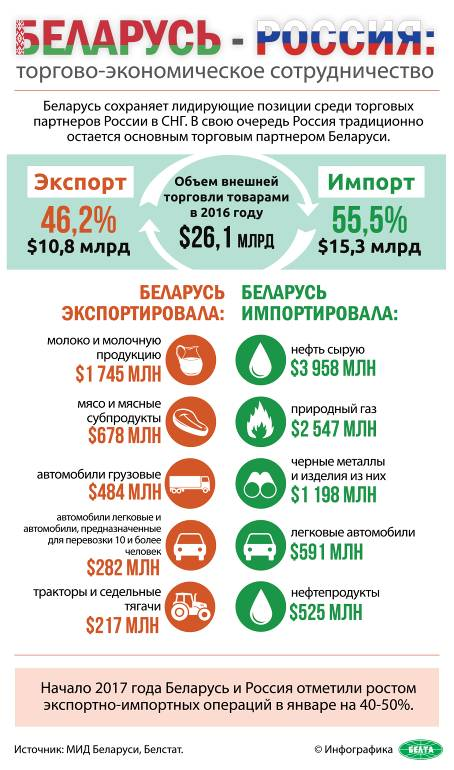 БЕЛАРУСЬ - РОССИЯ:
торгово-экономическое сотрудничество
Беларусь сохраняет лидирующие позиции среди торговых
партнеров России в СНГ. В свою очередь Россия традиционно
остается основным торговым партнером Беларуси.
Экспорт
46,2%
$10,8 млрд
Объем внешней
торговли товарами
в 2016 году
$26,1 МЛРД
Импорт
55,5%
$15,3 млрд
БЕЛАРУСЬ
ЭКСПОРТИРОВАЛА:
молоко и молочную
продукцию
$1 745 МЛН
мясо и мясные
субпродукты
$678 МЛН
автомобили грузовые
$484 МЛН
автомобили легковые и
автомобили, предназначенные
для перевозки 10 и более
человек
$282 МЛН
тракторы и седельные
тягачи
$217 МЛН
БЕЛАРУСЬ
ИМПОРТИРОВАЛА:
нефть сырую
$3 958 МЛН
природный газ
$2 547 МЛН
черные металлы
и изделия из них
$1 198 МЛН
легковые автомобили
$591 МЛН
нефтепродукты
$525 МЛН
Начало 2017 года Беларусь и Россия отметили ростом
экспортно-импортных операций в январе на 40-50%.
Источник: МИД Беларуси, Белстат.
© Инфографика БЕЛТА